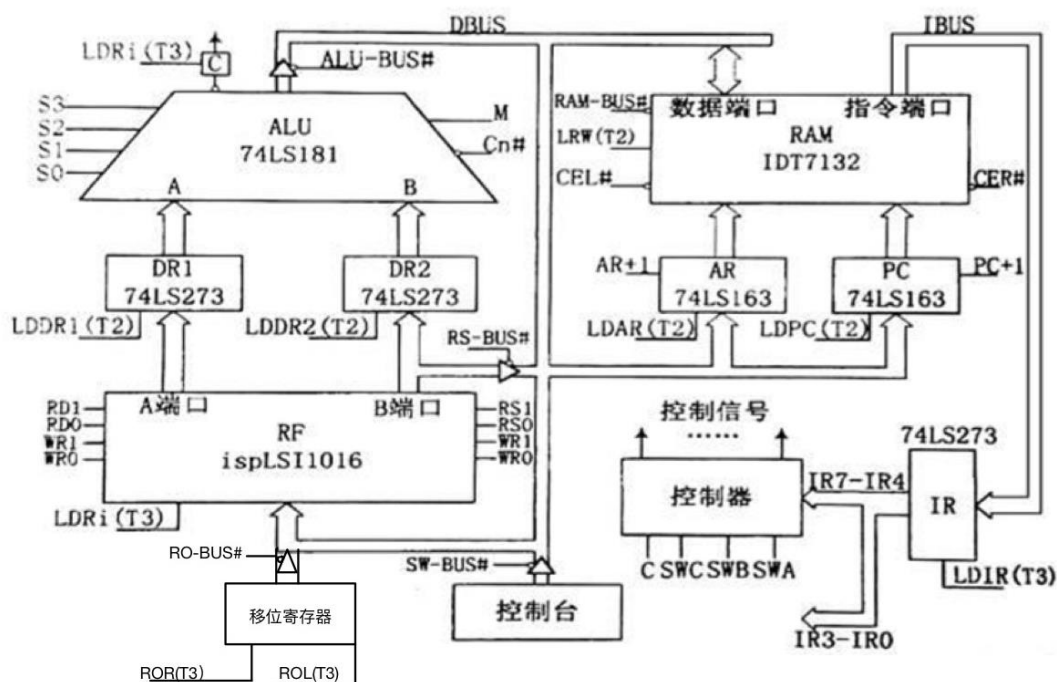 DBUS
IBUS
LDRi(T3)
C
ALU-BUS#
S3
S2
S1
S0
ALU
74LS181
A
B
M
Cn#
RAM-BUS#
LRW(T2)
CEL#
数据端口
指令端口
RAM
IDT7132
CER#
DR1
74LS273
LDDR1(T2)
DR2
74LS273
LDDR2(T2)
AR+1
AR
74LS163
LDAR(T2)
PC
74LS163
PC+1
LDPC(T2)
RS-BUS#
RD1
RD0
WR1
WR0
A端口
B端口
RF
ispLSI1016
RS1
RS0
WR1
WR0
LDRi(T3)
控制信号
······
控制器
C SWC SWB SWA
IR7-IR4
74LS273
IR
LDIR(T3)
IR3-IR0
RO-BUS#
SW-BUS#
移位寄存器
控制台
ROR(T3)
ROL(T3)